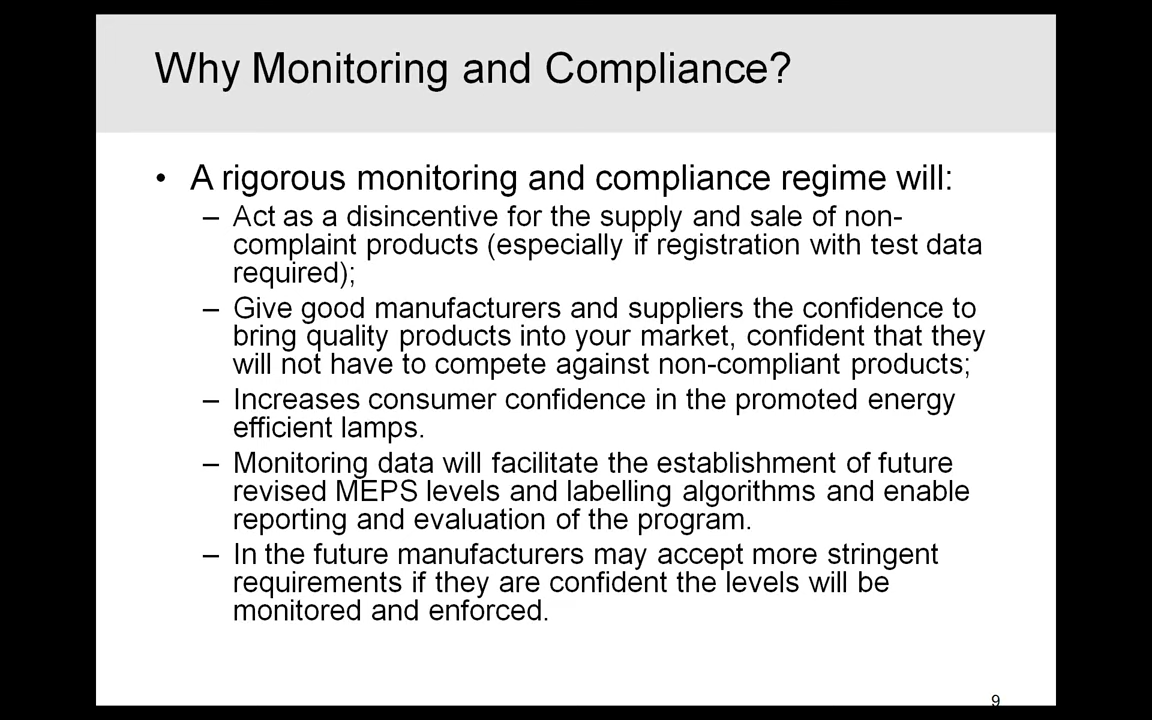 Why Monitoring and Compliance?
• A rigorous monitoring and compliance regime will:
– Act as a disincentive for the supply and sale of non-
complaint products (especially if registration with test data
required);
– Give good manufacturers and suppliers the confidence to
bring quality products into your market, confident that they
will not have to compete against non-compliant products;
– Increases consumer confidence in the promoted energy
efficient lamps.
– Monitoring data will facilitate the establishment of future
revised MEPS levels and labelling algorithms and enable
reporting and evaluation of the program.
– In the future manufacturers may accept more stringent
requirements if they are confident the levels will be
monitored and enforced.
9